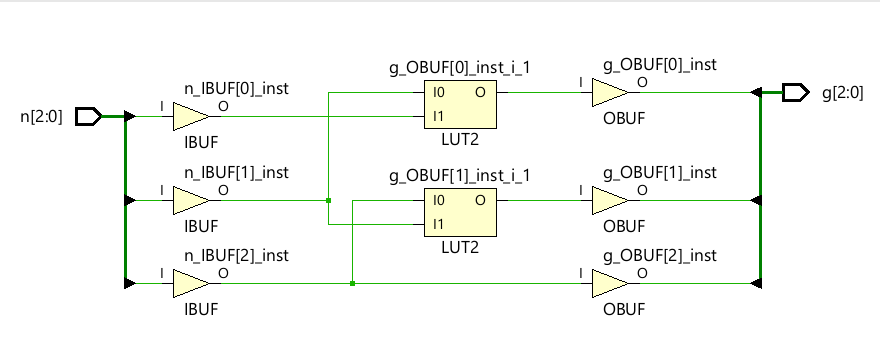 g_OBUF[0]_inst_i_1
g_OBUF[0]_inst
n_IBUF[0]_inst
I0 O
I O
OBUF
n[2:0]
I O
IBUF
I1
LUT2
g[2:0]
n_IBUF[1]_inst
I O
IBUF
g_OBUF[1]_inst_i_1
I0 O
I1
LUT2
g_OBUF[1]_inst
I O
OBUF
n_IBUF[2]_inst
I O
IBUF
g_OBUF[2]_inst
I O
OBUF